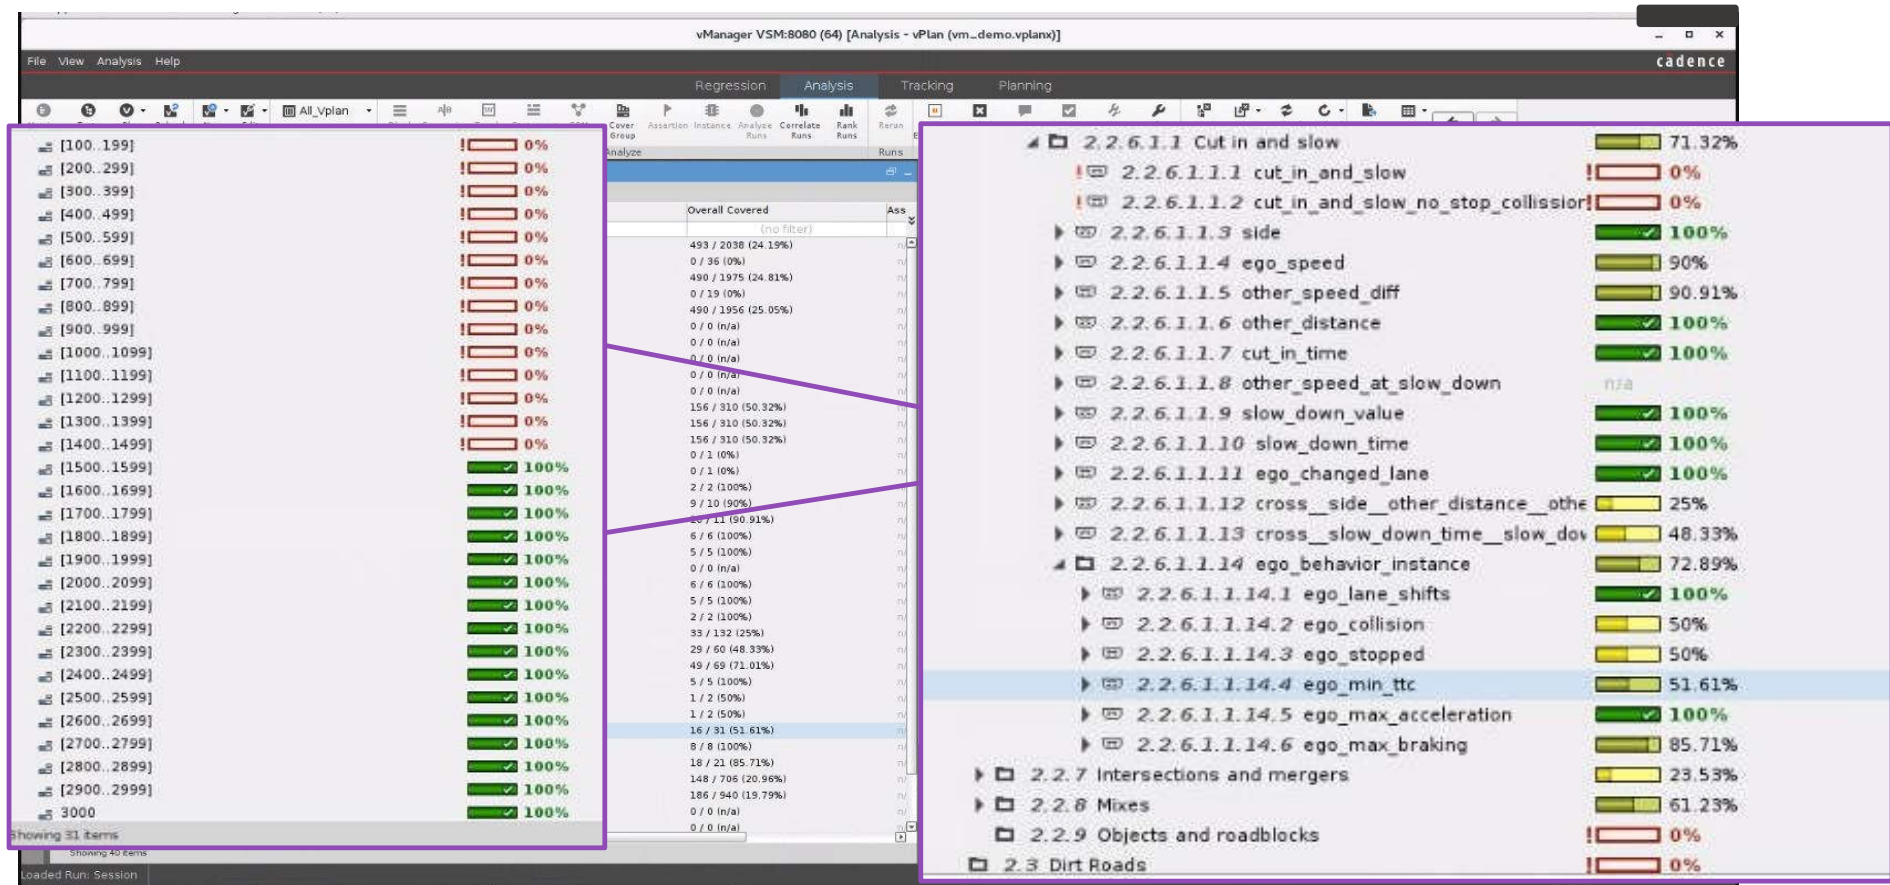 vManager VSM:8080 (64) [Analysis - vPlan (vm_demo.vplanx)]
File View Analysis Help
cādence
Regression Analysis Tracking Planning
All_Vplan
Cover Group
Assertion Instance
Analyze Runs
Correlate Runs
Rank Runs
Rerun
Analyze
Runs
[100..199] ! 0%
[200..299] ! 0%
[300..399] ! 0%
[400..499] ! 0%
[500..599] ! 0%
[600..699] ! 0%
[700..799] ! 0%
[800..899] ! 0%
[900..999] ! 0%
[1000..1099] ! 0%
[1100..1199] ! 0%
[1200..1299] ! 0%
[1300..1399] ! 0%
[1400..1499] ! 0%
[1500..1599] 100%
[1600..1699] 100%
[1700..1799] 100%
[1800..1899] 100%
[1900..1999] 100%
[2000..2099] 100%
[2100..2199] 100%
[2200..2299] 100%
[2300..2399] 100%
[2400..2499] 100%
[2500..2599] 100%
[2600..2699] 100%
[2700..2799] 100%
[2800..2899] 100%
[2900..2999] 100%
3000 100%
Showing 31 items
Showing 40 items
Loaded Run: Session
Overall Covered Ass
(no filter)
493 / 2038 (24.19%)
0 / 36 (0%)
490 / 1975 (24.81%)
0 / 19 (0%)
490 / 1956 (25.05%)
0 / 0 (n/a)
0 / 0 (n/a)
0 / 0 (n/a)
0 / 0 (n/a)
0 / 0 (n/a)
156 / 310 (50.32%)
156 / 310 (50.32%)
156 / 310 (50.32%)
0 / 1 (0%)
0 / 1 (0%)
2 / 2 (100%)
9 / 10 (90%)
10 / 11 (90.91%)
6 / 6 (100%)
5 / 5 (100%)
0 / 0 (n/a)
6 / 6 (100%)
5 / 5 (100%)
2 / 2 (100%)
33 / 132 (25%)
29 / 60 (48.33%)
49 / 69 (71.01%)
5 / 5 (100%)
1 / 2 (50%)
1 / 2 (50%)
16 / 31 (51.61%)
8 / 8 (100%)
18 / 21 (85.71%)
148 / 706 (20.96%)
186 / 940 (19.79%)
0 / 0 (n/a)
0 / 0 (n/a)
2.2.6.1.1 Cut in and slow 71.32%
! 2.2.6.1.1.1 cut_in_and_slow ! 0%
! 2.2.6.1.1.2 cut_in_and_slow_no_stop_collission ! 0%
2.2.6.1.1.3 side 100%
2.2.6.1.1.4 ego_speed 90%
2.2.6.1.1.5 other_speed_diff 90.91%
2.2.6.1.1.6 other_distance 100%
2.2.6.1.1.7 cut_in_time 100%
2.2.6.1.1.8 other_speed_at_slow_down n/a
2.2.6.1.1.9 slow_down_value 100%
2.2.6.1.1.10 slow_down_time 100%
2.2.6.1.1.11 ego_changed_lane 100%
2.2.6.1.1.12 cross__side__other_distance__othe 25%
2.2.6.1.1.13 cross__slow_down_time__slow_dov 48.33%
2.2.6.1.1.14 ego_behavior_instance 72.89%
2.2.6.1.1.14.1 ego_lane_shifts 100%
2.2.6.1.1.14.2 ego_collision 50%
2.2.6.1.1.14.3 ego_stopped 50%
2.2.6.1.1.14.4 ego_min_ttc 51.61%
2.2.6.1.1.14.5 ego_max_acceleration 100%
2.2.6.1.1.14.6 ego_max_braking 85.71%
2.2.7 Intersections and mergers 23.53%
2.2.8 Mixes 61.23%
2.2.9 Objects and roadblocks ! 0%
2.3 Dirt Roads ! 0%